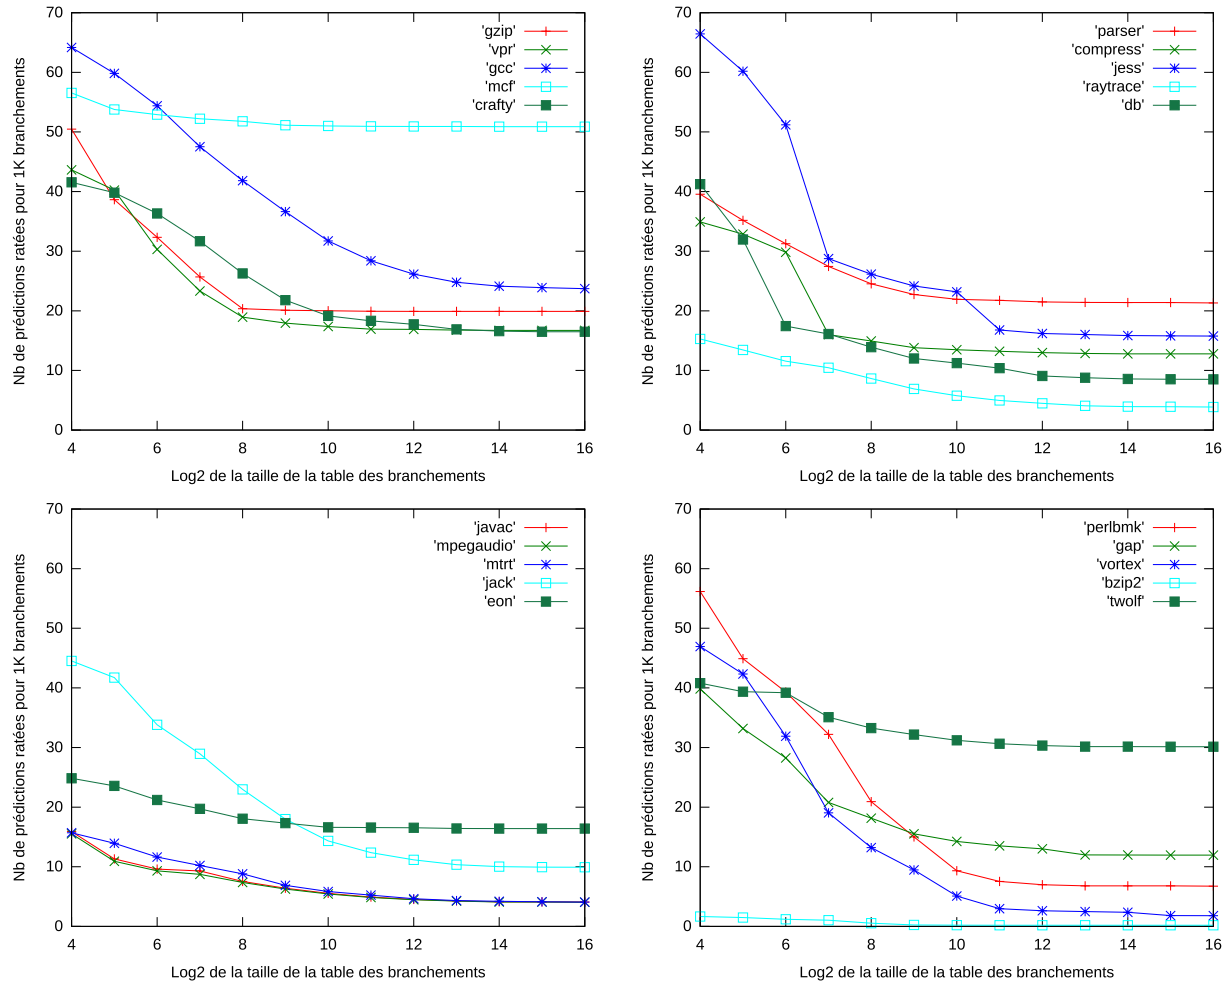 Nb de prédictions ratées pour 1K branchements
70
60
50
40
30
20
10
0
4 6 8 10 12 14 16
Log2 de la taille de la table des branchements
'gzip'
'vpr'
'gcc'
'mcf'
'crafty'
Nb de prédictions ratées pour 1K branchements
70
60
50
40
30
20
10
0
4 6 8 10 12 14 16
Log2 de la taille de la table des branchements
'parser'
'compress'
'jess'
'raytrace'
'db'
Nb de prédictions ratées pour 1K branchements
70
60
50
40
30
20
10
0
4 6 8 10 12 14 16
Log2 de la taille de la table des branchements
'javac'
'mpegaudio'
'mtrt'
'jack'
'eon'
Nb de prédictions ratées pour 1K branchements
70
60
50
40
30
20
10
0
4 6 8 10 12 14 16
Log2 de la taille de la table des branchements
'perlbmk'
'gap'
'vortex'
'bzip2'
'twolf'